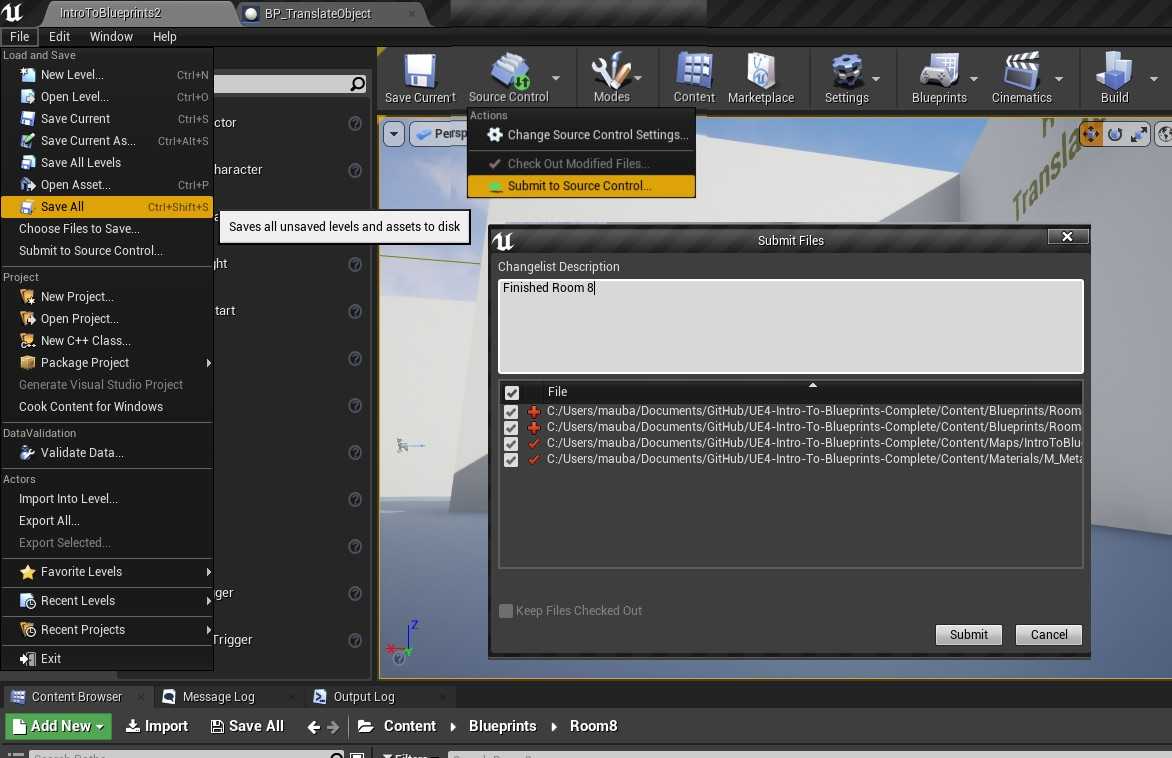 IntroToBlueprints2
BP_TranslateObject
File Edit Window Help
Load and Save
New Level... Ctrl+N
Open Level... Ctrl+O
Save Current Ctrl+S
Save Current As... Ctrl+Alt+S
Save All Levels
Open Asset... Ctrl+P
Save All Ctrl+Shift+S
Choose Files to Save...
Submit to Source Control...
Project
New Project...
Open Project...
New C++ Class...
Package Project
Generate Visual Studio Project
Cook Content for Windows
DataValidation
Validate Data...
Actors
Import Into Level...
Export All...
Export Selected...
Favorite Levels
Recent Levels
Recent Projects
Exit
Saves all unsaved levels and assets to disk
Save Current
Source Control
Modes
Content
Marketplace
Settings
Blueprints
Cinematics
Build
Persp
Actions
Change Source Control Settings...
Check Out Modified Files...
Submit to Source Control...
Translat
Submit Files
Changelist Description
Finished Room 8
File
C:/Users/mauba/Documents/GitHub/UE4-Intro-To-Blueprints-Complete/Content/Blueprints/Room
C:/Users/mauba/Documents/GitHub/UE4-Intro-To-Blueprints-Complete/Content/Blueprints/Room
C:/Users/mauba/Documents/GitHub/UE4-Intro-To-Blueprints-Complete/Content/Maps/IntroToBlu
C:/Users/mauba/Documents/GitHub/UE4-Intro-To-Blueprints-Complete/Content/Materials/M_Meta
Keep Files Checked Out
Submit Cancel
Z
Content Browser
Message Log
Output Log
Add New Import Save All Content Blueprints Room8
Search Paths
Filters